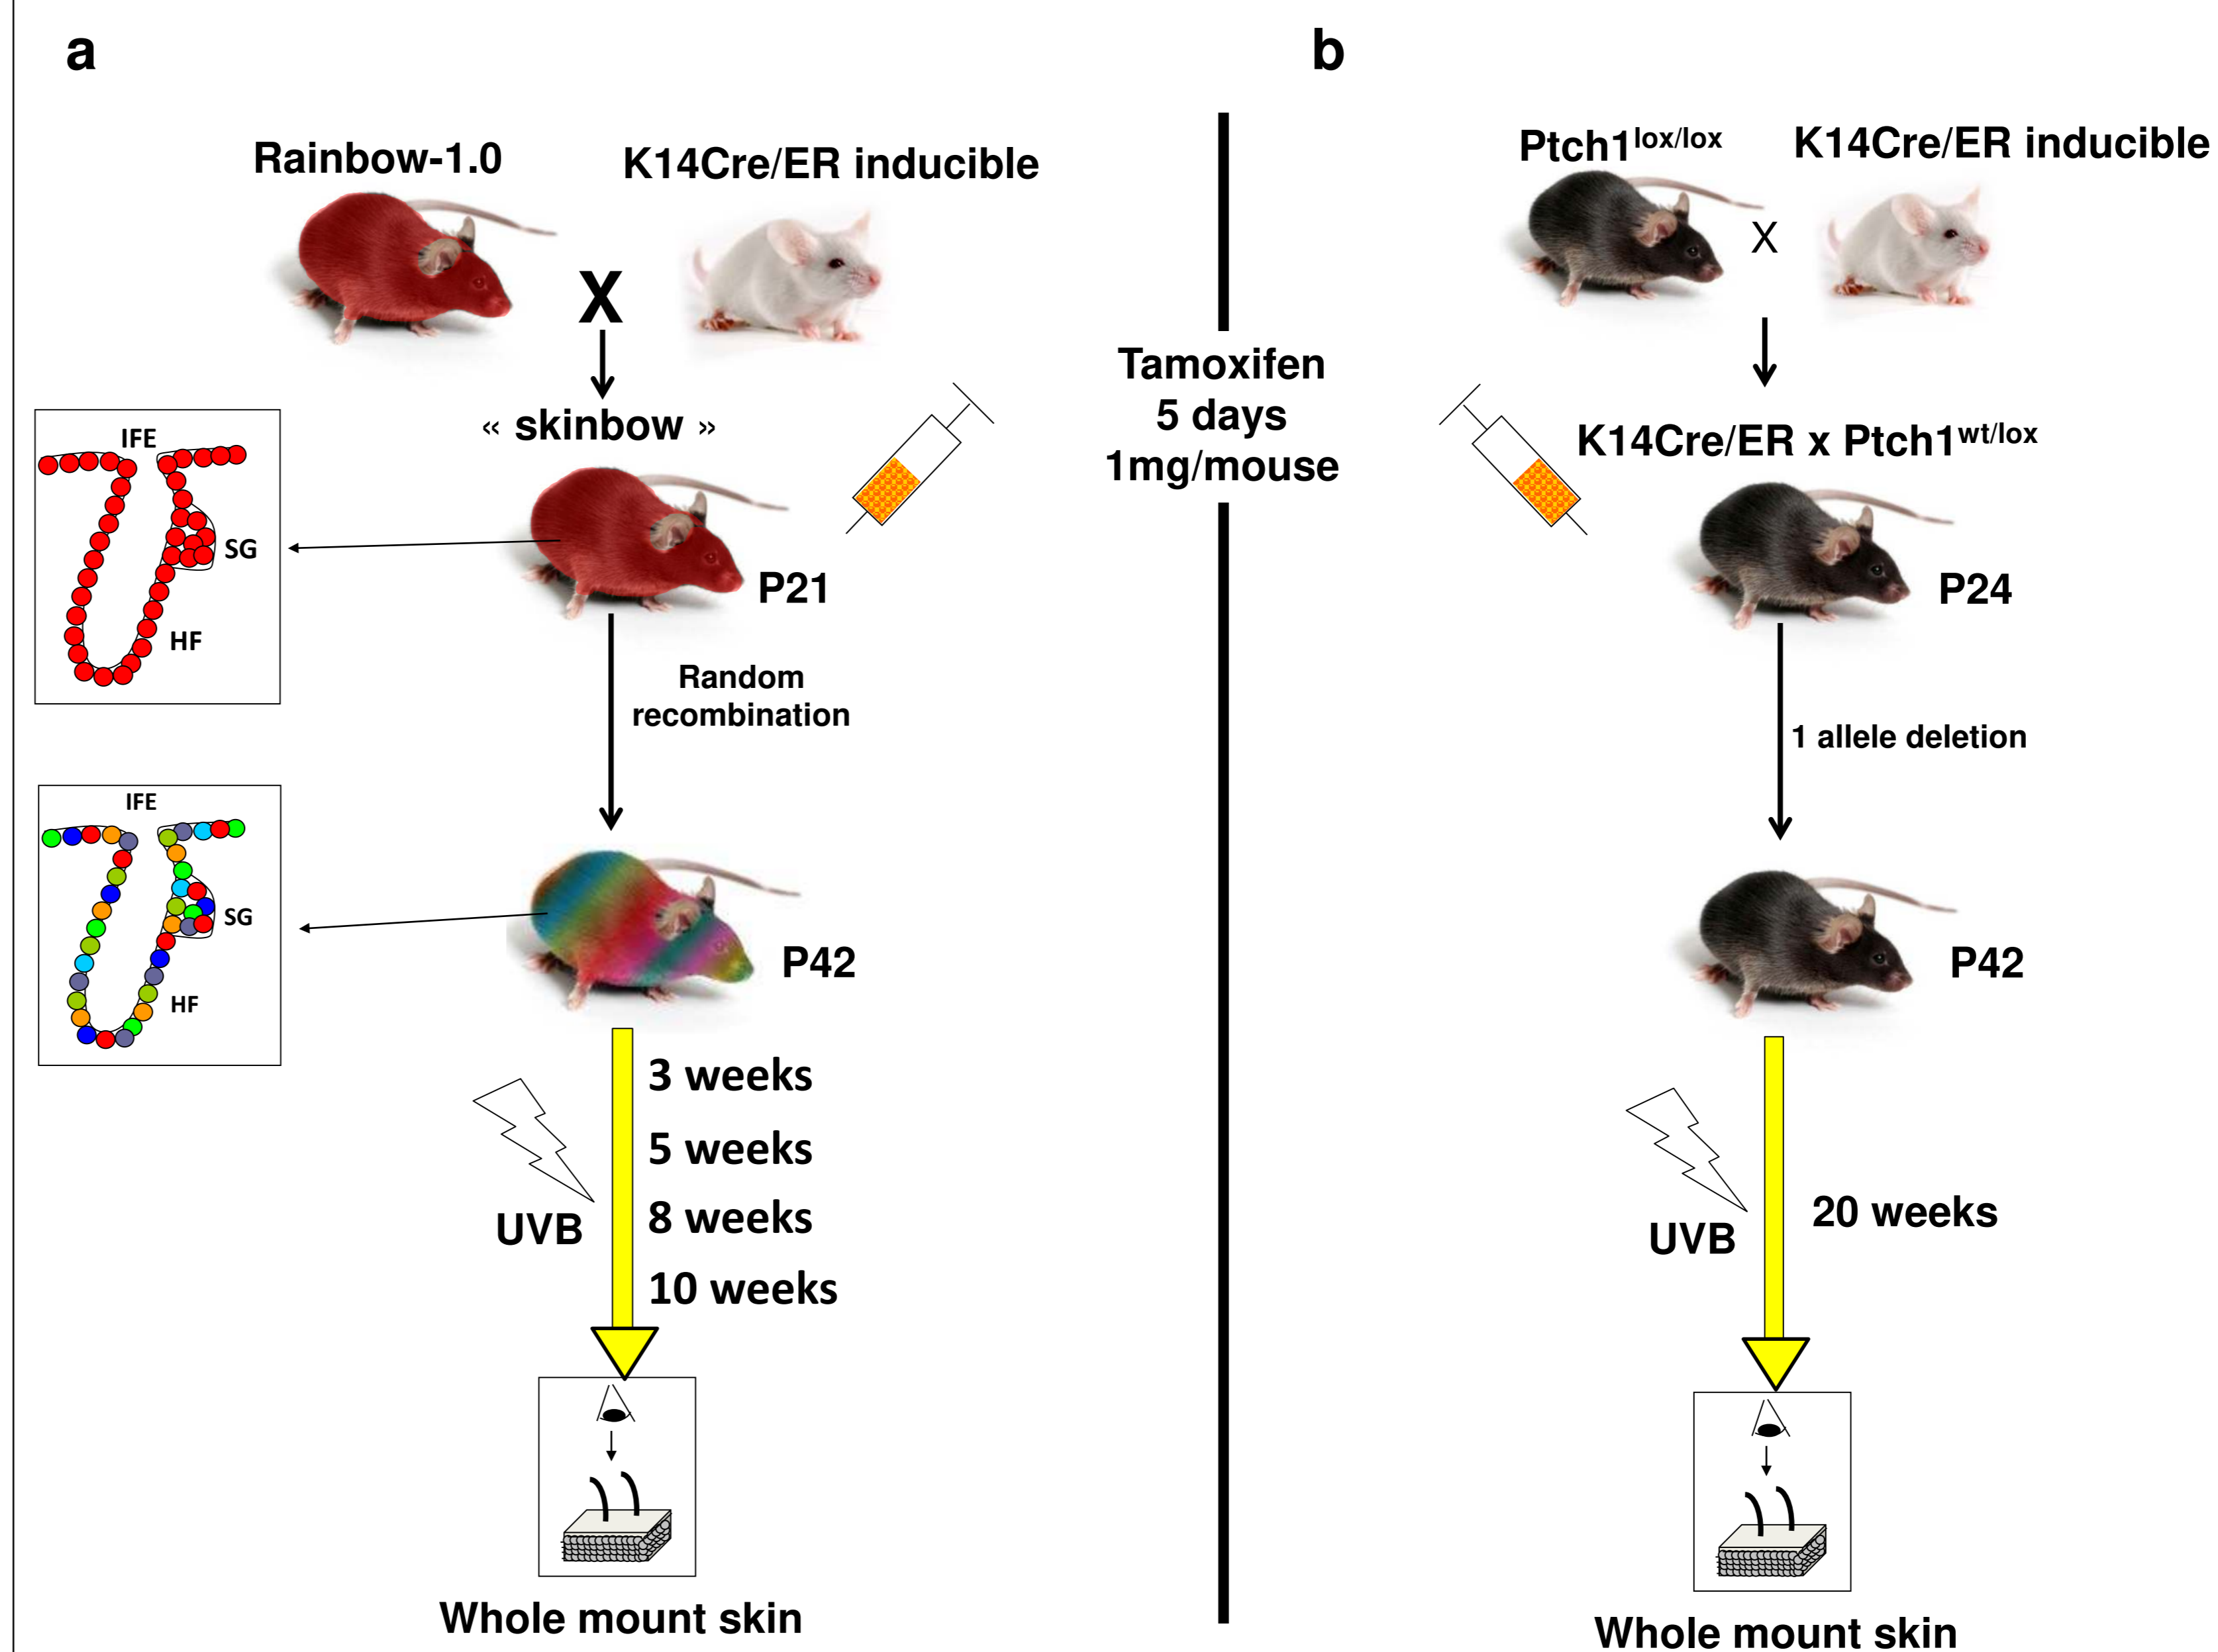 a
Rainbow-1.0
K14Cre/ER inducible
X
« skinbow »
IFE
SG
HF
P21
Random
recombination
IFE
SG
HF
P42
UVB
3 weeks
5 weeks
8 weeks
10 weeks
Whole mount skin
Tamoxifen
5 days
1mg/mouse
b
Ptch1lox/lox
K14Cre/ER inducible
X
K14Cre/ER x Ptch1wt/lox
P24
1 allele deletion
P42
UVB
20 weeks
Whole mount skin